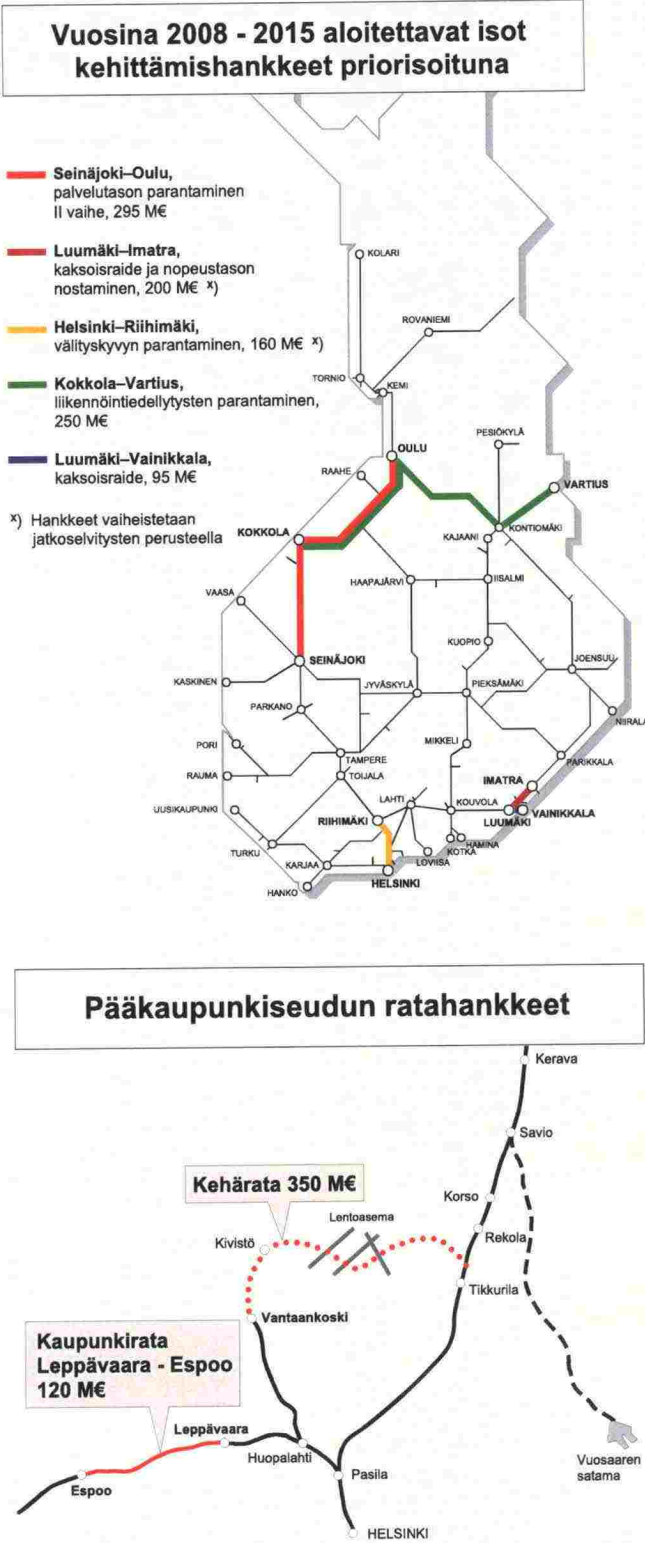 Vuosina 2008 - 2015 aloitettavat isot
kehittämishankkeet priorisoituna
Seinäjoki–Oulu,
palvelutason parantaminen
II vaihe, 295 M€
Luumäki–Imatra,
kaksoisraide ja nopeustason
nostaminen, 200 M€ x)
Helsinki–Riihimäki,
välityskyvyn parantaminen, 160 M€ x)
Kokkola–Vartius,
liikennöintiedellytysten parantaminen,
250 M€
Luumäki–Vainikkala,
kaksoisraide, 95 M€
x) Hankkeet vaiheistetaan
jatkoselvitysten perusteella
KOLARI
ROVANIEMI
TORNIO
KEMI
OULU
PESIÖKYLÄ
RAAHE
VARTIUS
KOKKOLA
KAJAANI
KONTIOMÄKI
HAAPAJÄRVI
IISALMI
VAASA
KUOPIO
SEINÄJOKI
JOENSUU
KASKINEN
JYVÄSKYLÄ
PIEKSÄMÄKI
PARKANO
NIIRALA
PORI
MIKKELI
TAMPERE
PARIKKALA
RAUMA
TOIJALA
IMATRA
UUSIKAUPUNKI
LAHTI
KOUVOLA
VAINIKKALA
RIIHIMÄKI
LUUMÄKI
TURKU
HAMINA
KOTKA
KARJAA
LOVIISA
HANKO
HELSINKI
Pääkaupunkiseudun ratahankkeet
Kerava
Savio
Kehärata 350 M€
Korso
Lentoasema
Kivistö
Rekola
Tikkurila
Vantaankoski
Kaupunkirata
Leppävaara - Espoo
120 M€
Leppävaara
Huopalahti
Vuosaaren
satama
Pasila
Espoo
HELSINKI